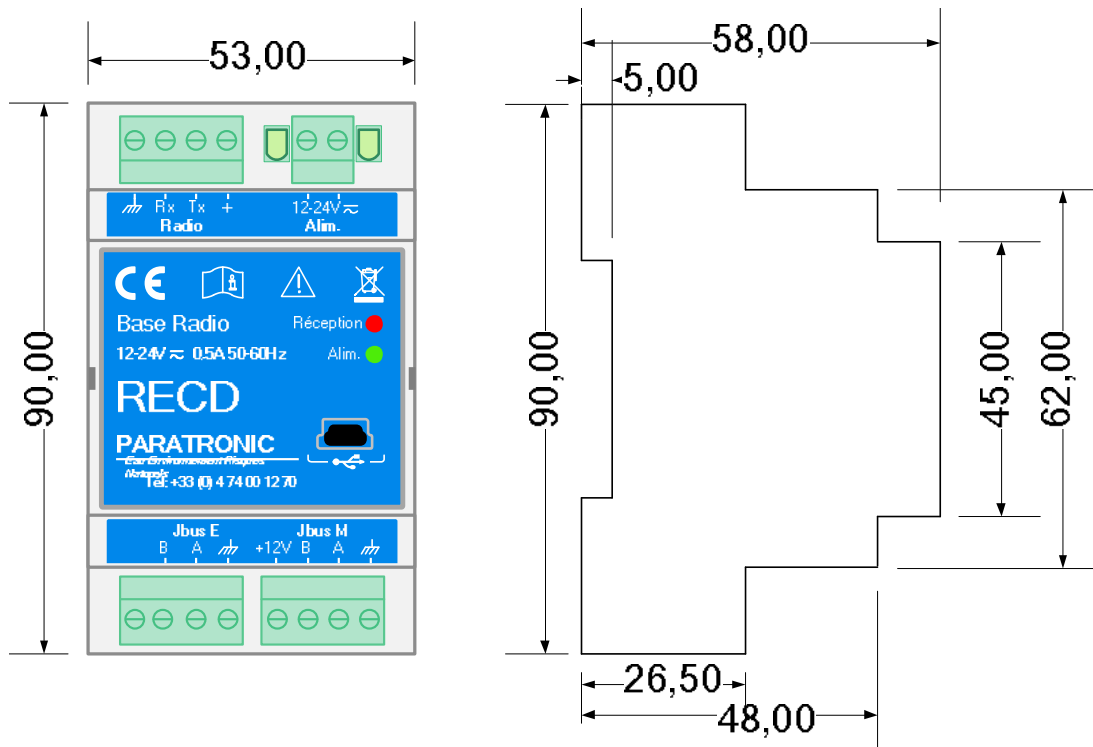 53,00
90,00
Rx Tx +
Radio
12-24V
Alim.
CE
Base Radio
Réception
12-24V 0,5A 50-60Hz
Alim.
RECD
PARATRONIC
Tél: +33 (0) 4 74 00 12 70
Jbus E
Jbus M
B A
+12V B A
58,00
5,00
90,00
45,00
62,00
26,50
48,00